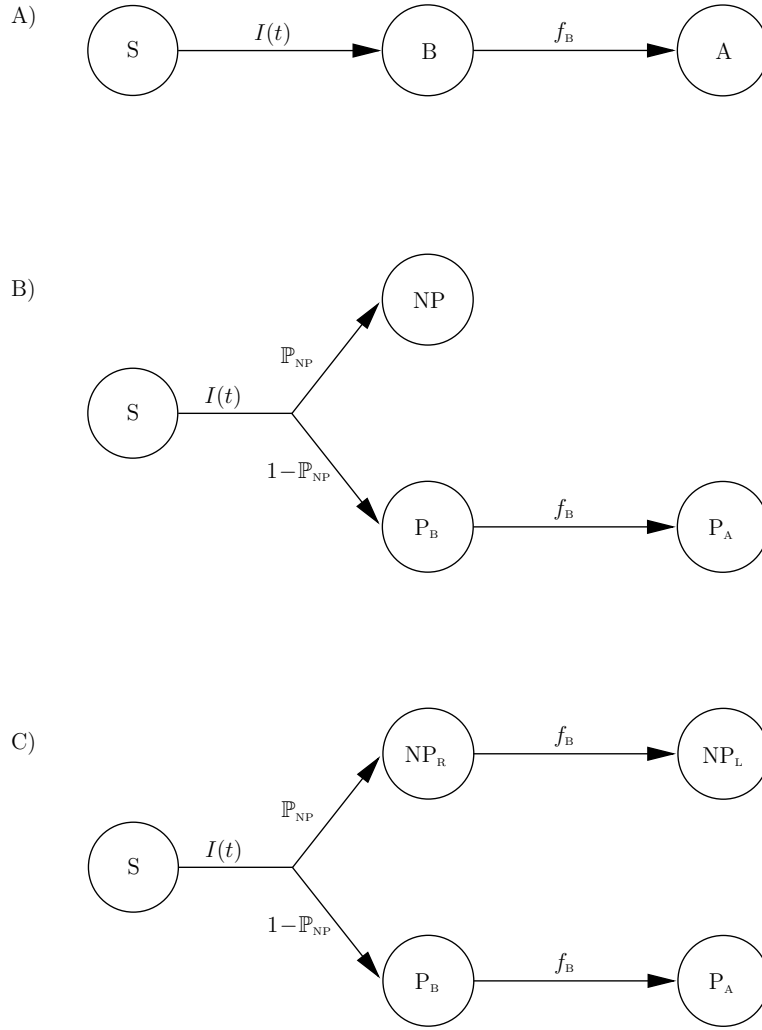 A)
S I(t) B f_B A
B)
NP
ℙ_NP
S I(t)
1−ℙ_NP
P_B f_B P_A
C)
NP_R f_B NP_L
ℙ_NP
S I(t)
1−ℙ_NP
P_B f_B P_A